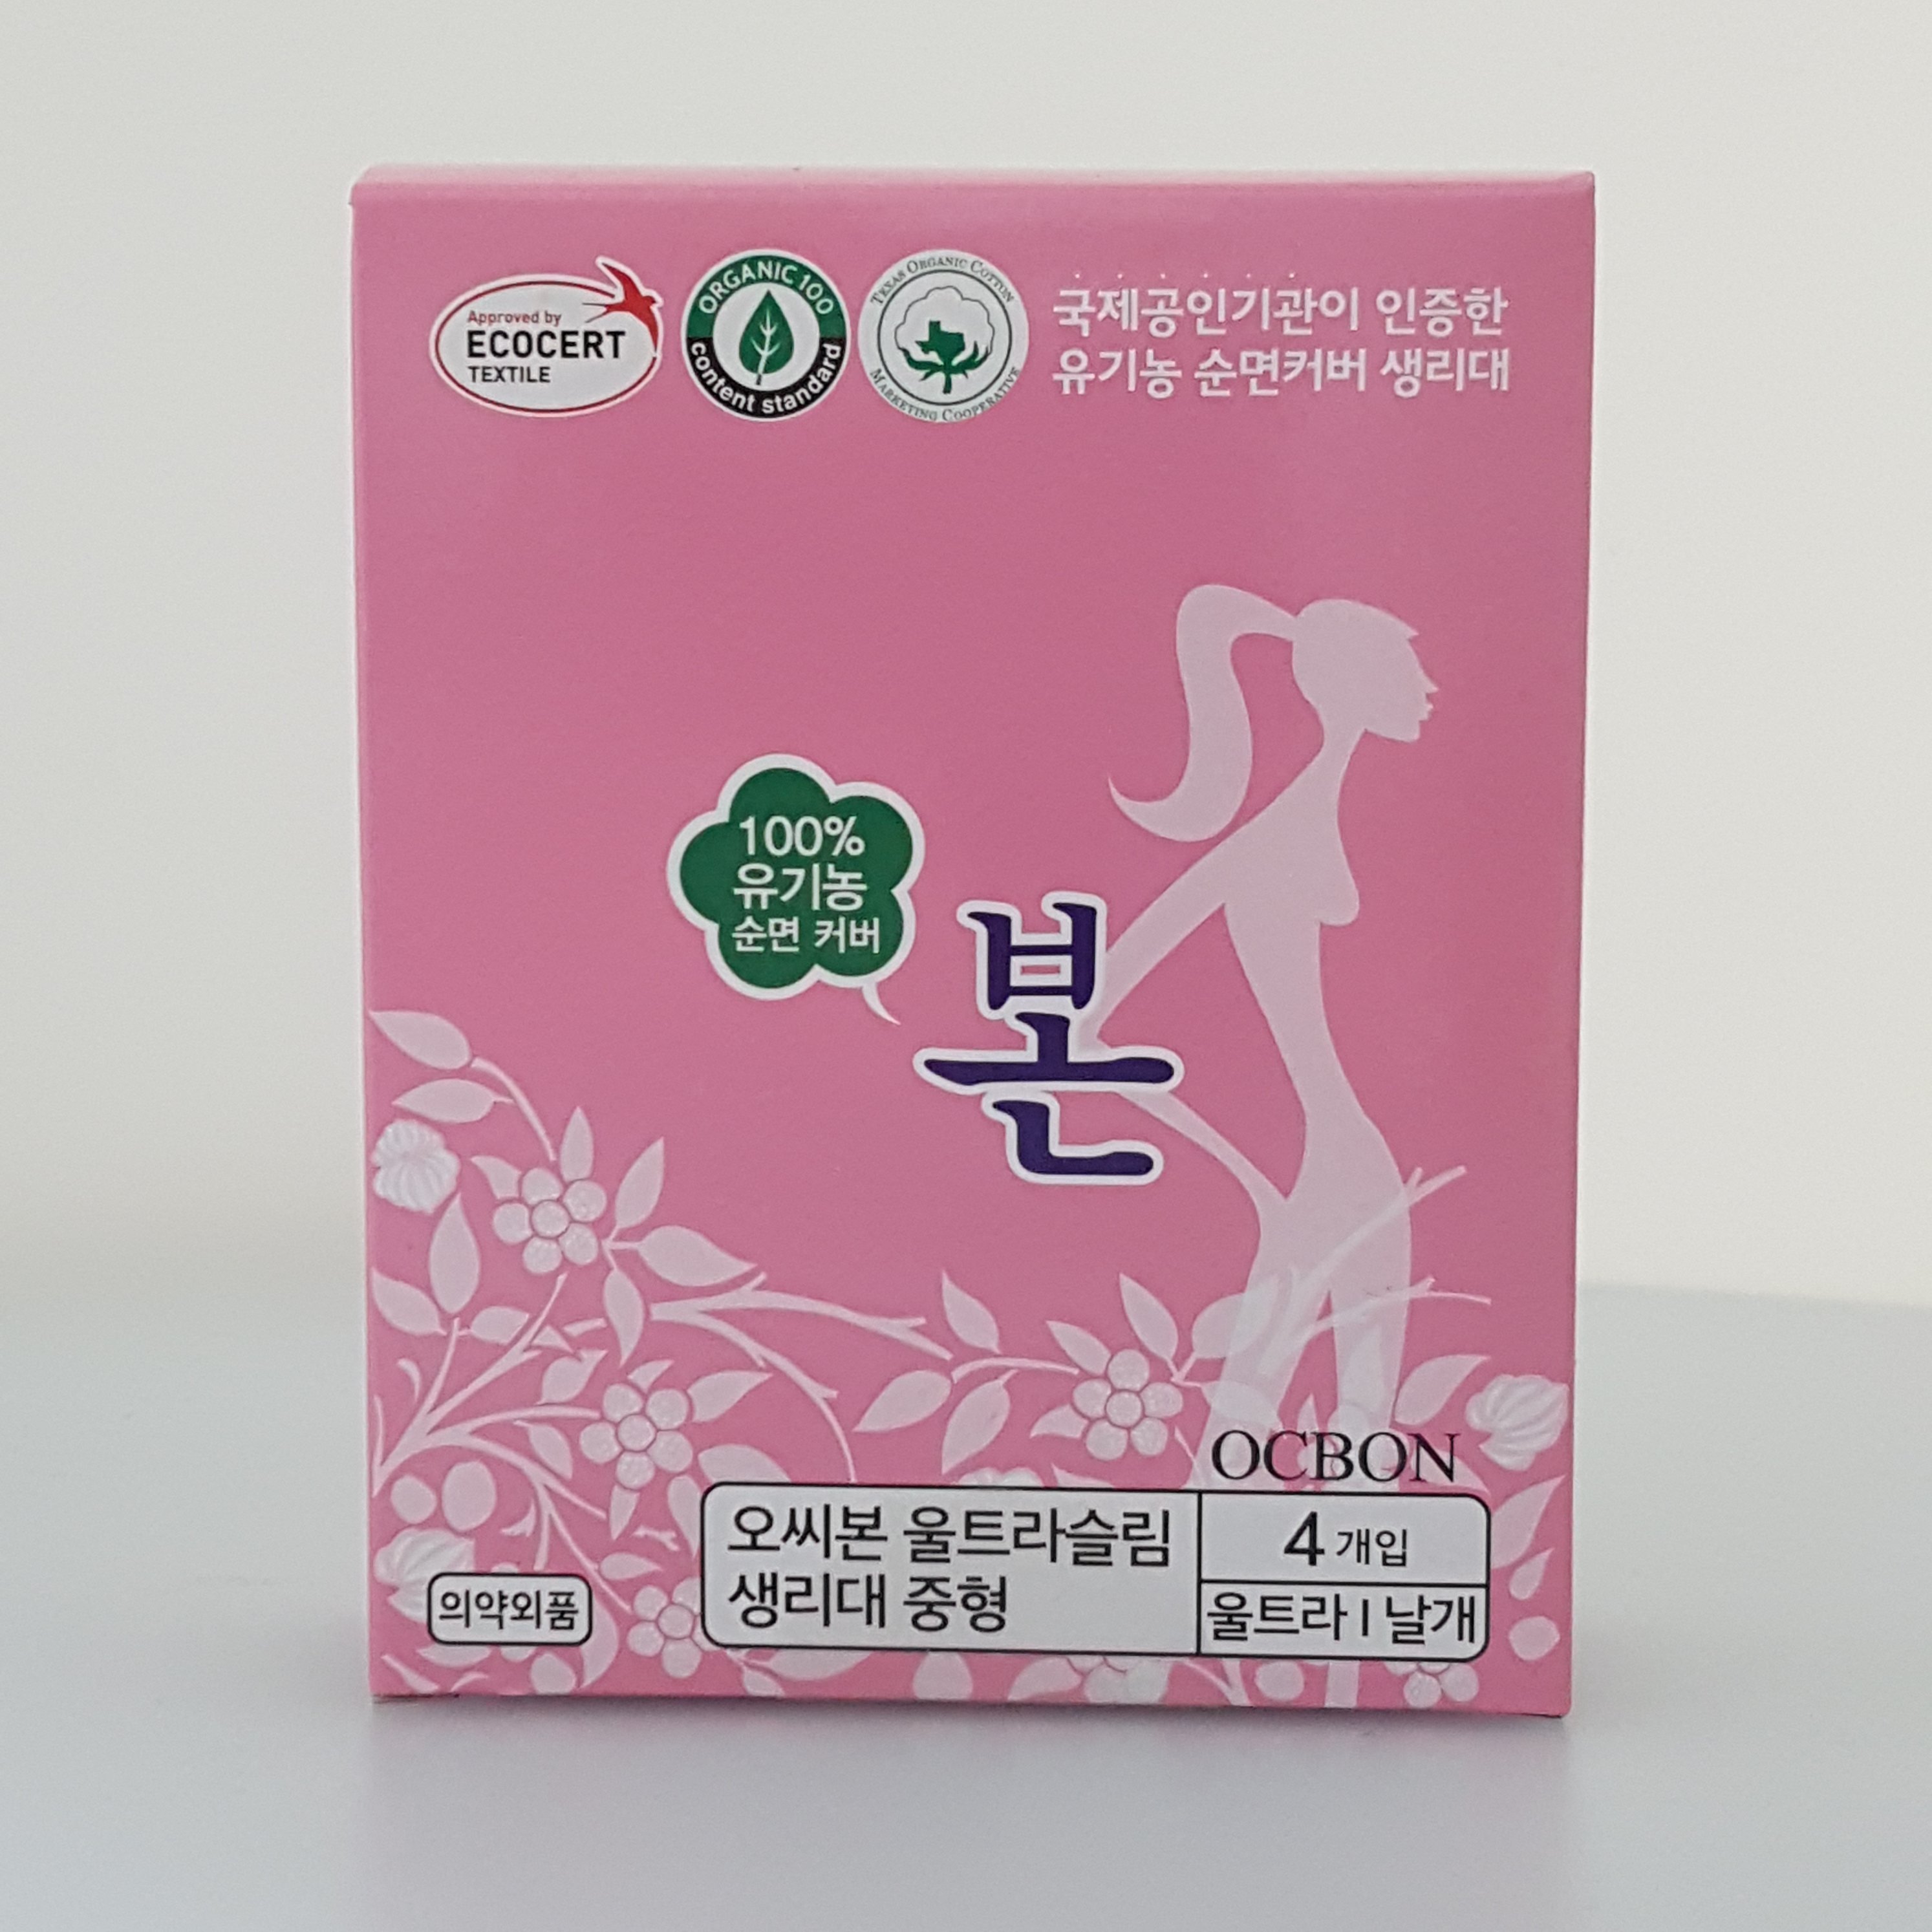 Approved by
ECOCERT
TEXTILE
ORGANIC 100
content standard
TEXAS ORGANIC COTTON
MARKETING COOPERATIVE
국제공인기관이 인증한
유기농 순면커버 생리대
100%
유기농
순면 커버
본
OCBON
오씨본 울트라슬림
생리대 중형
4개입
울트라 | 날개
의약외품